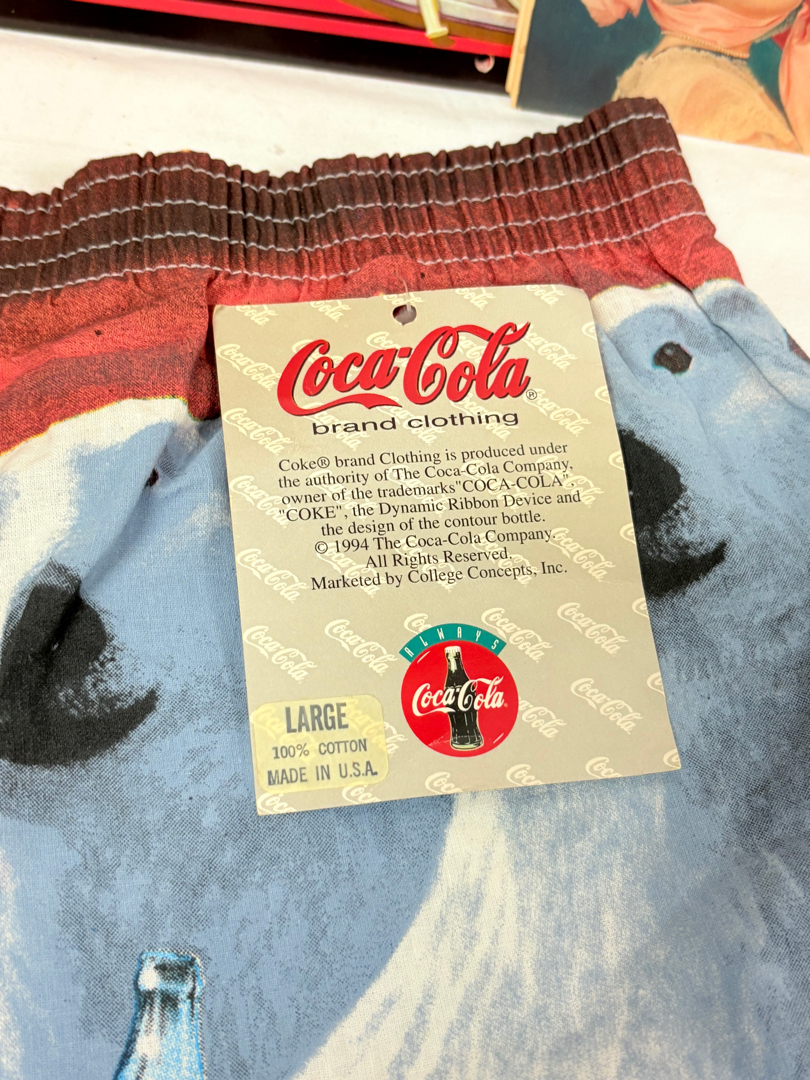 Coca-Cola®
brand clothing
Coke® brand Clothing is produced under
the authority of The Coca-Cola Company,
owner of the trademarks"COCA-COLA",
"COKE", the Dynamic Ribbon Device and
the design of the contour bottle.
© 1994 The Coca-Cola Company.
All Rights Reserved.
Marketed by College Concepts, Inc.
ALWAYS
Coca-Cola
LARGE
100% COTTON
MADE IN U.S.A.